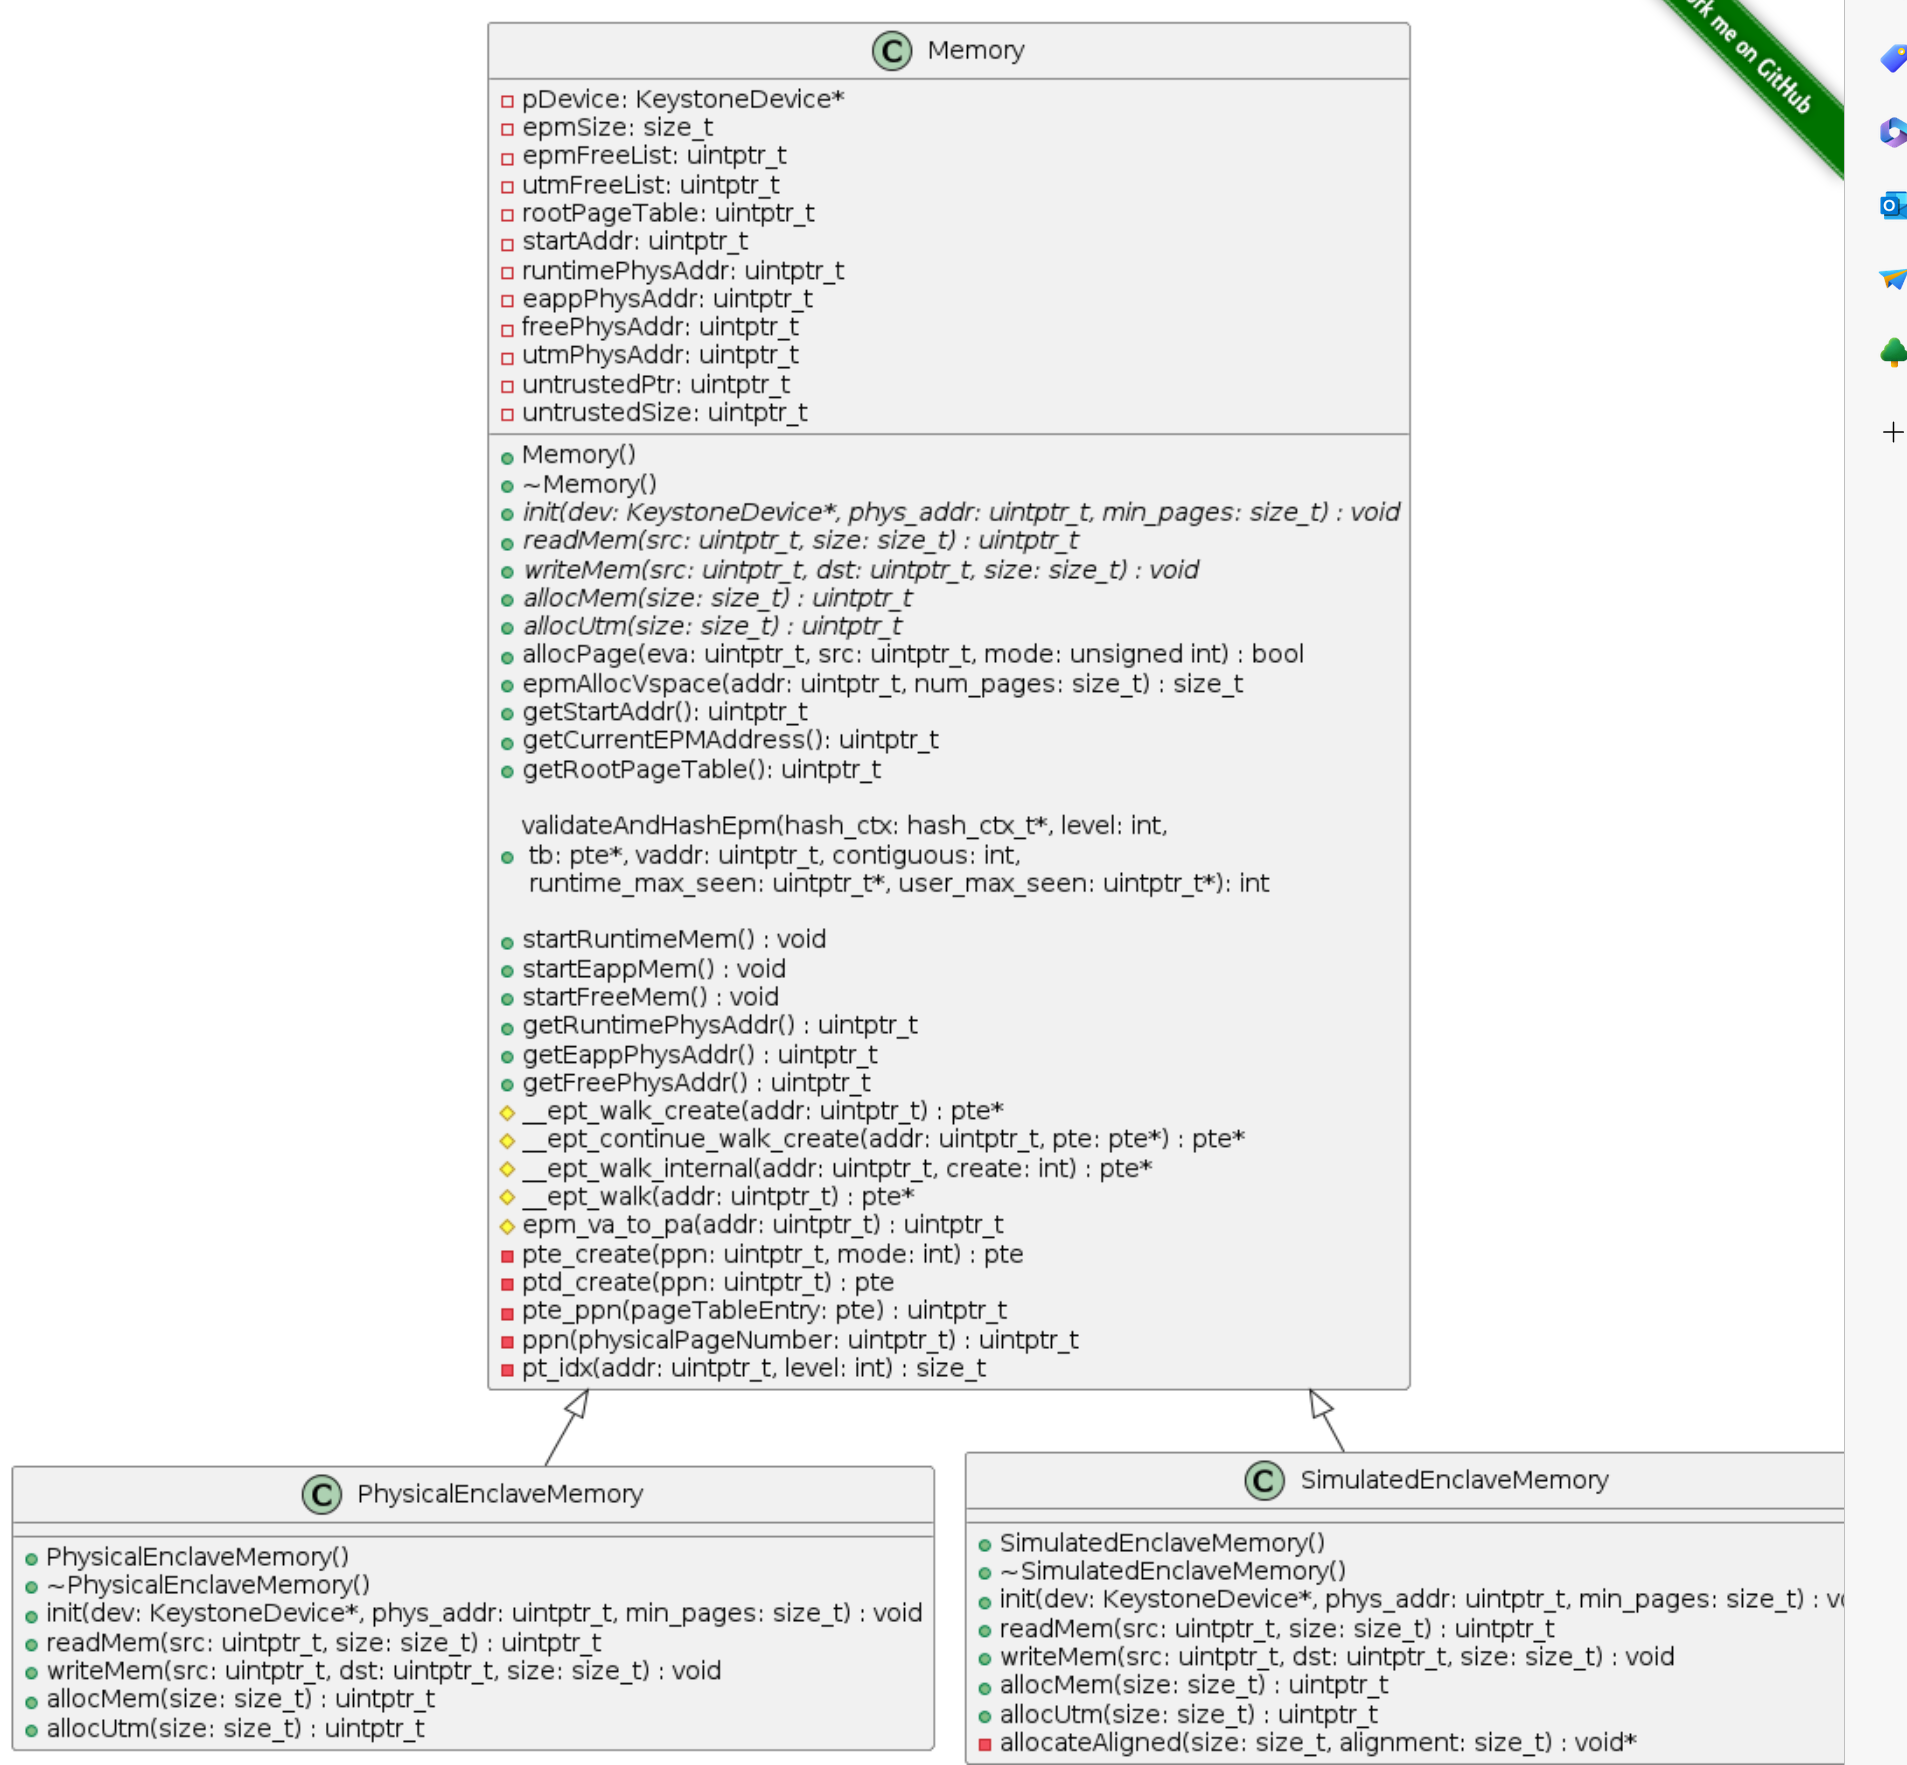 C Memory
pDevice: KeystoneDevice*
epmSize: size_t
epmFreeList: uintptr_t
utmFreeList: uintptr_t
rootPageTable: uintptr_t
startAddr: uintptr_t
runtimePhysAddr: uintptr_t
eappPhysAddr: uintptr_t
freePhysAddr: uintptr_t
utmPhysAddr: uintptr_t
untrustedPtr: uintptr_t
untrustedSize: uintptr_t
Memory()
~Memory()
init(dev: KeystoneDevice*, phys_addr: uintptr_t, min_pages: size_t) : void
readMem(src: uintptr_t, size: size_t) : uintptr_t
writeMem(src: uintptr_t, dst: uintptr_t, size: size_t) : void
allocMem(size: size_t) : uintptr_t
allocUtm(size: size_t) : uintptr_t
allocPage(eva: uintptr_t, src: uintptr_t, mode: unsigned int) : bool
epmAllocVspace(addr: uintptr_t, num_pages: size_t) : size_t
getStartAddr(): uintptr_t
getCurrentEPMAddress(): uintptr_t
getRootPageTable(): uintptr_t
validateAndHashEpm(hash_ctx: hash_ctx_t*, level: int,
tb: pte*, vaddr: uintptr_t, contiguous: int,
runtime_max_seen: uintptr_t*, user_max_seen: uintptr_t*): int
startRuntimeMem() : void
startEappMem() : void
startFreeMem() : void
getRuntimePhysAddr() : uintptr_t
getEappPhysAddr() : uintptr_t
getFreePhysAddr() : uintptr_t
__ept_walk_create(addr: uintptr_t) : pte*
__ept_continue_walk_create(addr: uintptr_t, pte: pte*) : pte*
__ept_walk_internal(addr: uintptr_t, create: int) : pte*
__ept_walk(addr: uintptr_t) : pte*
epm_va_to_pa(addr: uintptr_t) : uintptr_t
pte_create(ppn: uintptr_t, mode: int) : pte
ptd_create(ppn: uintptr_t) : pte
pte_ppn(pageTableEntry: pte) : uintptr_t
ppn(physicalPageNumber: uintptr_t) : uintptr_t
pt_idx(addr: uintptr_t, level: int) : size_t
C PhysicalEnclaveMemory
PhysicalEnclaveMemory()
~PhysicalEnclaveMemory()
init(dev: KeystoneDevice*, phys_addr: uintptr_t, min_pages: size_t) : void
readMem(src: uintptr_t, size: size_t) : uintptr_t
writeMem(src: uintptr_t, dst: uintptr_t, size: size_t) : void
allocMem(size: size_t) : uintptr_t
allocUtm(size: size_t) : uintptr_t
C SimulatedEnclaveMemory
SimulatedEnclaveMemory()
~SimulatedEnclaveMemory()
init(dev: KeystoneDevice*, phys_addr: uintptr_t, min_pages: size_t) :
readMem(src: uintptr_t, size: size_t) : uintptr_t
writeMem(src: uintptr_t, dst: uintptr_t, size: size_t) : void
allocMem(size: size_t) : uintptr_t
allocUtm(size: size_t) : uintptr_t
allocateAligned(size: size_t, alignment: size_t) : void*
me on GitHub